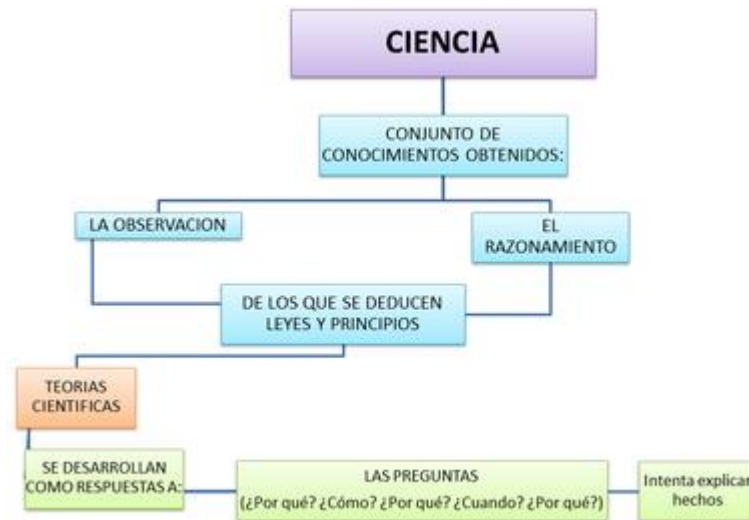 CIENCIA
CONJUNTO DE
CONOCIMIENTOS OBTENIDOS:
LA OBSERVACION
EL
RAZONAMIENTO
DE LOS QUE SE DEDUCEN
LEYES Y PRINCIPIOS
TEORIAS
CIENTIFICAS
SE DESARROLLAN
COMO RESPUESTAS A:
LAS PREGUNTAS
(¿Por qué? ¿Cómo? ¿Por qué? ¿Cuando? ¿Por qué?)
Intenta explicar
hechos